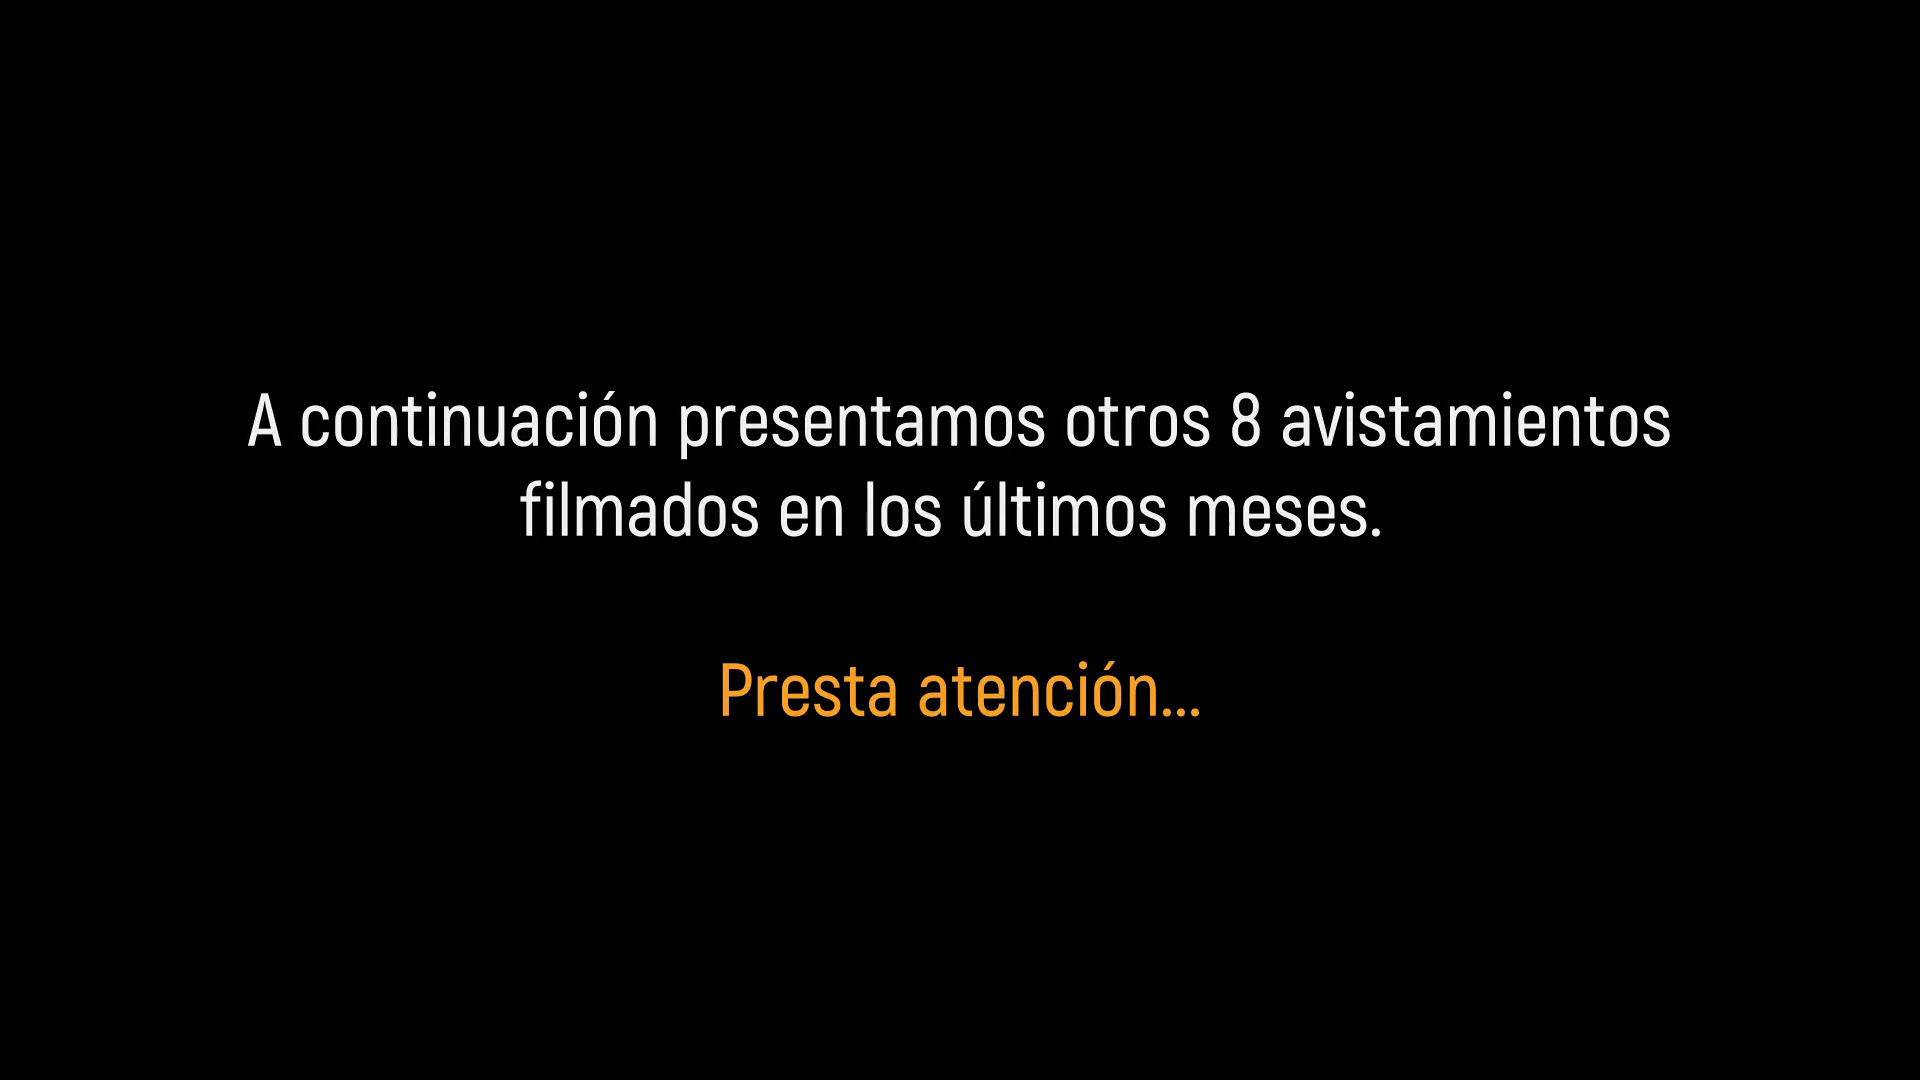 A continuación presentamos otros 8 avistamientos
filmados en los últimos meses.
Presta atención...